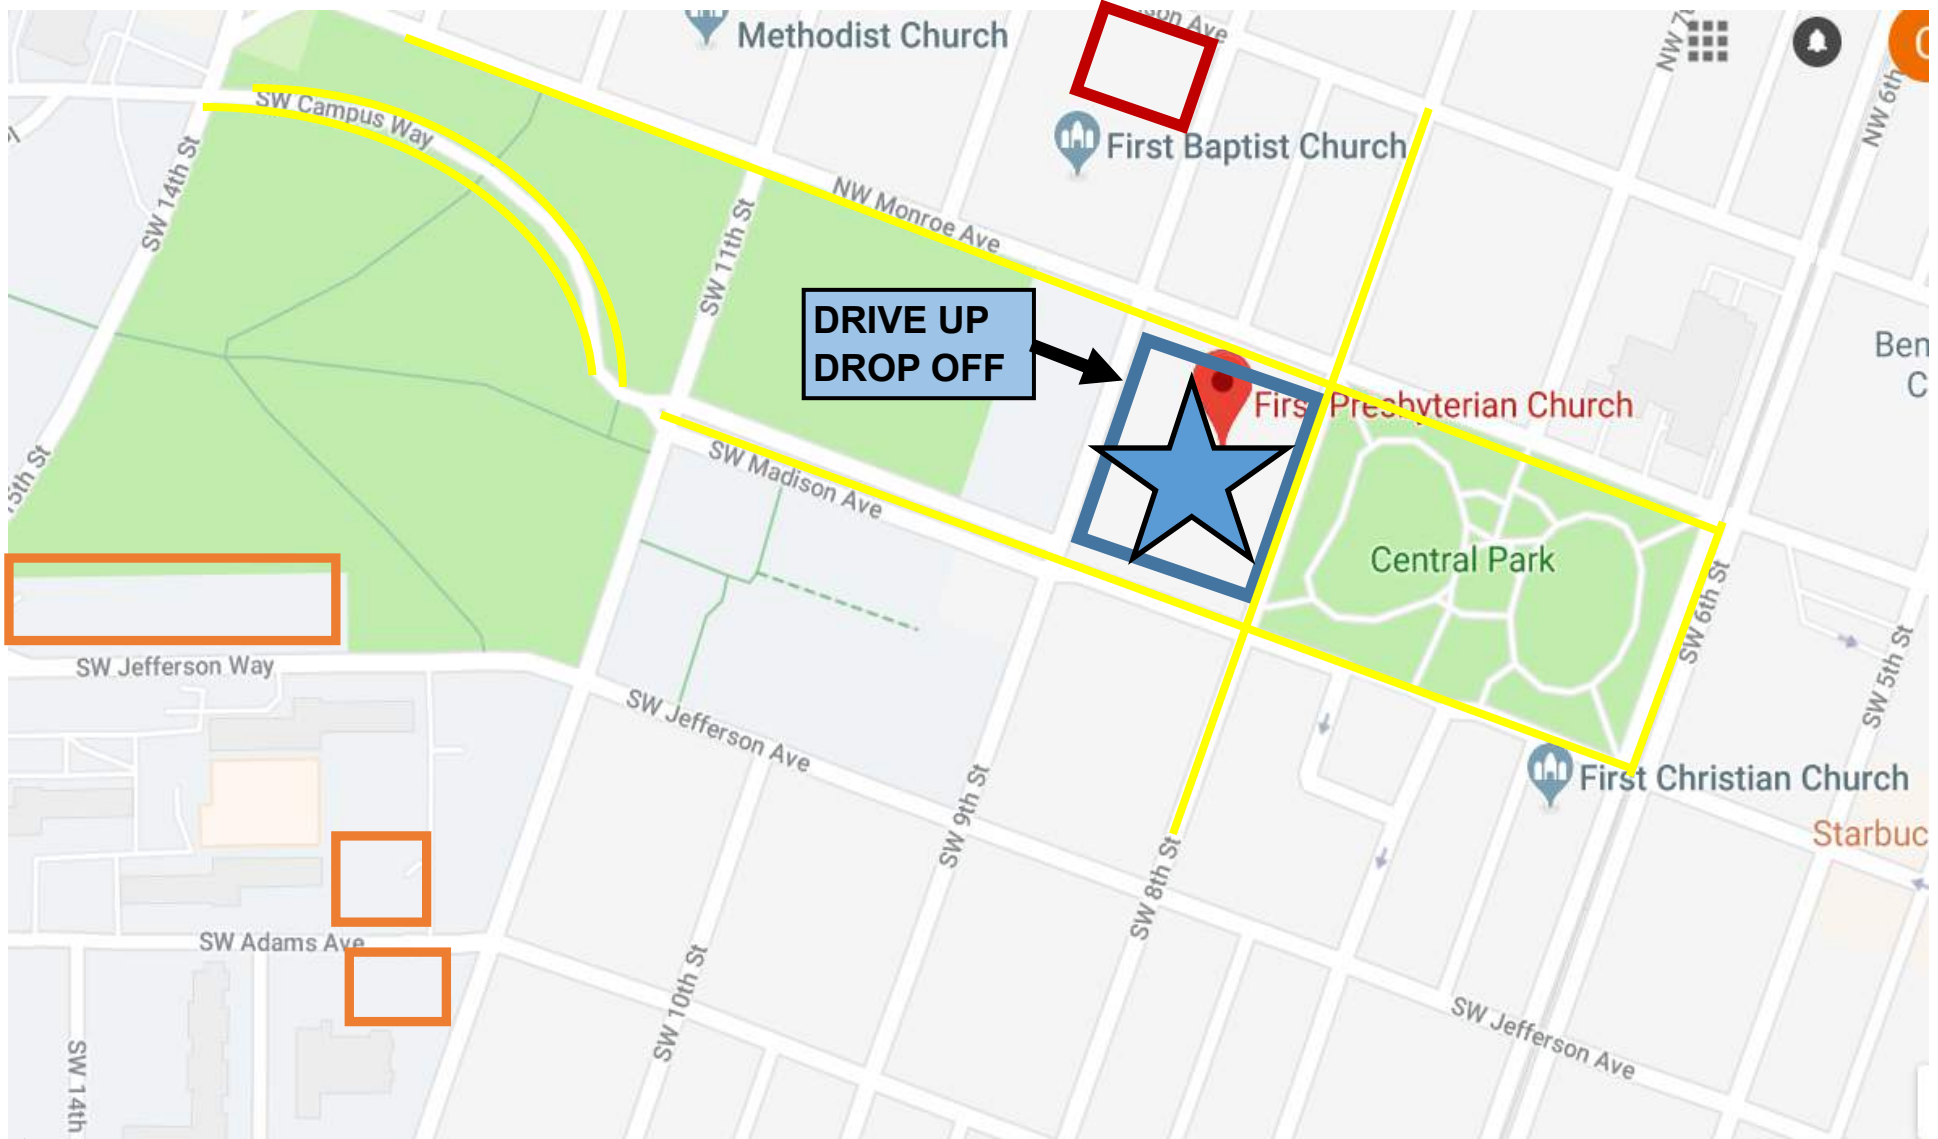 Methodist Church
NW 6th
SW Campus Way
First Baptist Church
SW 14th St
NW Monroe Ave
SW 11th St
DRIVE UP
DROP OFF
First Presbyterian Church
SW Madison Ave
Central Park
SW 6th St
SW 5th St
SW Jefferson Way
SW Jefferson Ave
First Christian Church
SW 9th St
SW 8th St
SW Adams Ave
SW 10th St
SW Jefferson Ave
SW 14th